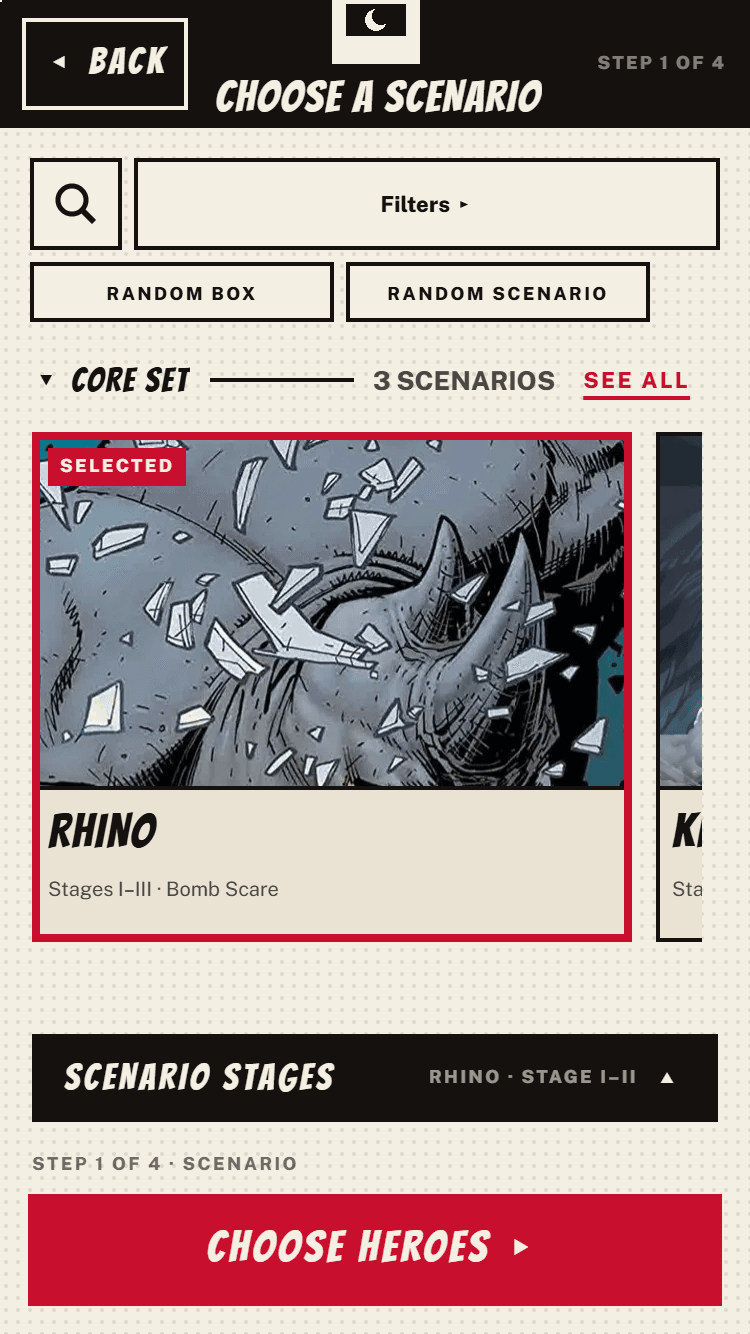 ◄ BACK
CHOOSE A SCENARIO
STEP 1 OF 4
Filters ►
RANDOM BOX
RANDOM SCENARIO
▼ CORE SET
3 SCENARIOS
SEE ALL
SELECTED
RHINO
Stages I–III · Bomb Scare
SCENARIO STAGES
RHINO · STAGE I–II ▲
STEP 1 OF 4 · SCENARIO
CHOOSE HEROES ►